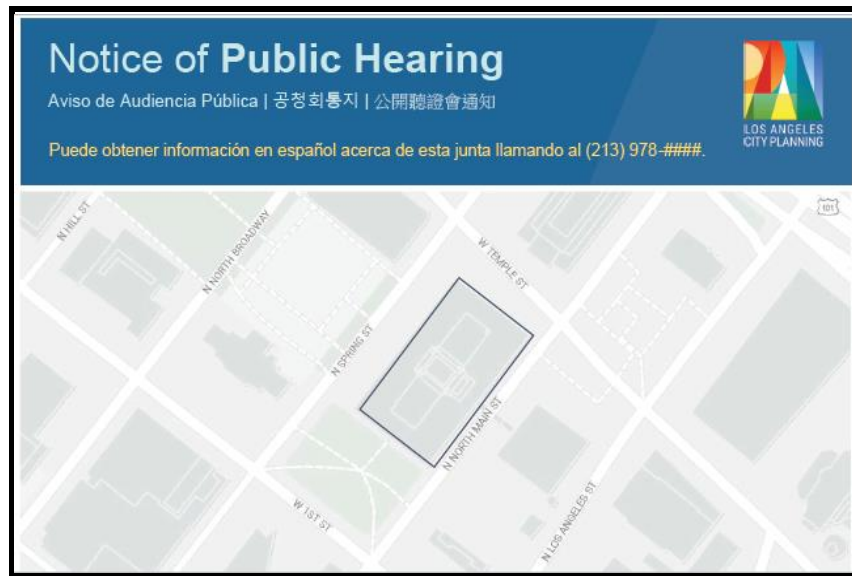 Notice of Public Hearing
Aviso de Audiencia Pública | 공청회통지 | 公開聽證會通知
Puede obtener información en español acerca de esta junta llamando al (213) 978-####.
LOS ANGELES
CITY PLANNING
101
N HILL ST
N NORTH BROADWAY
W TEMPLE ST
N SPRING ST
N NORTH MAIN ST
W 1ST ST
N LOS ANGELES ST